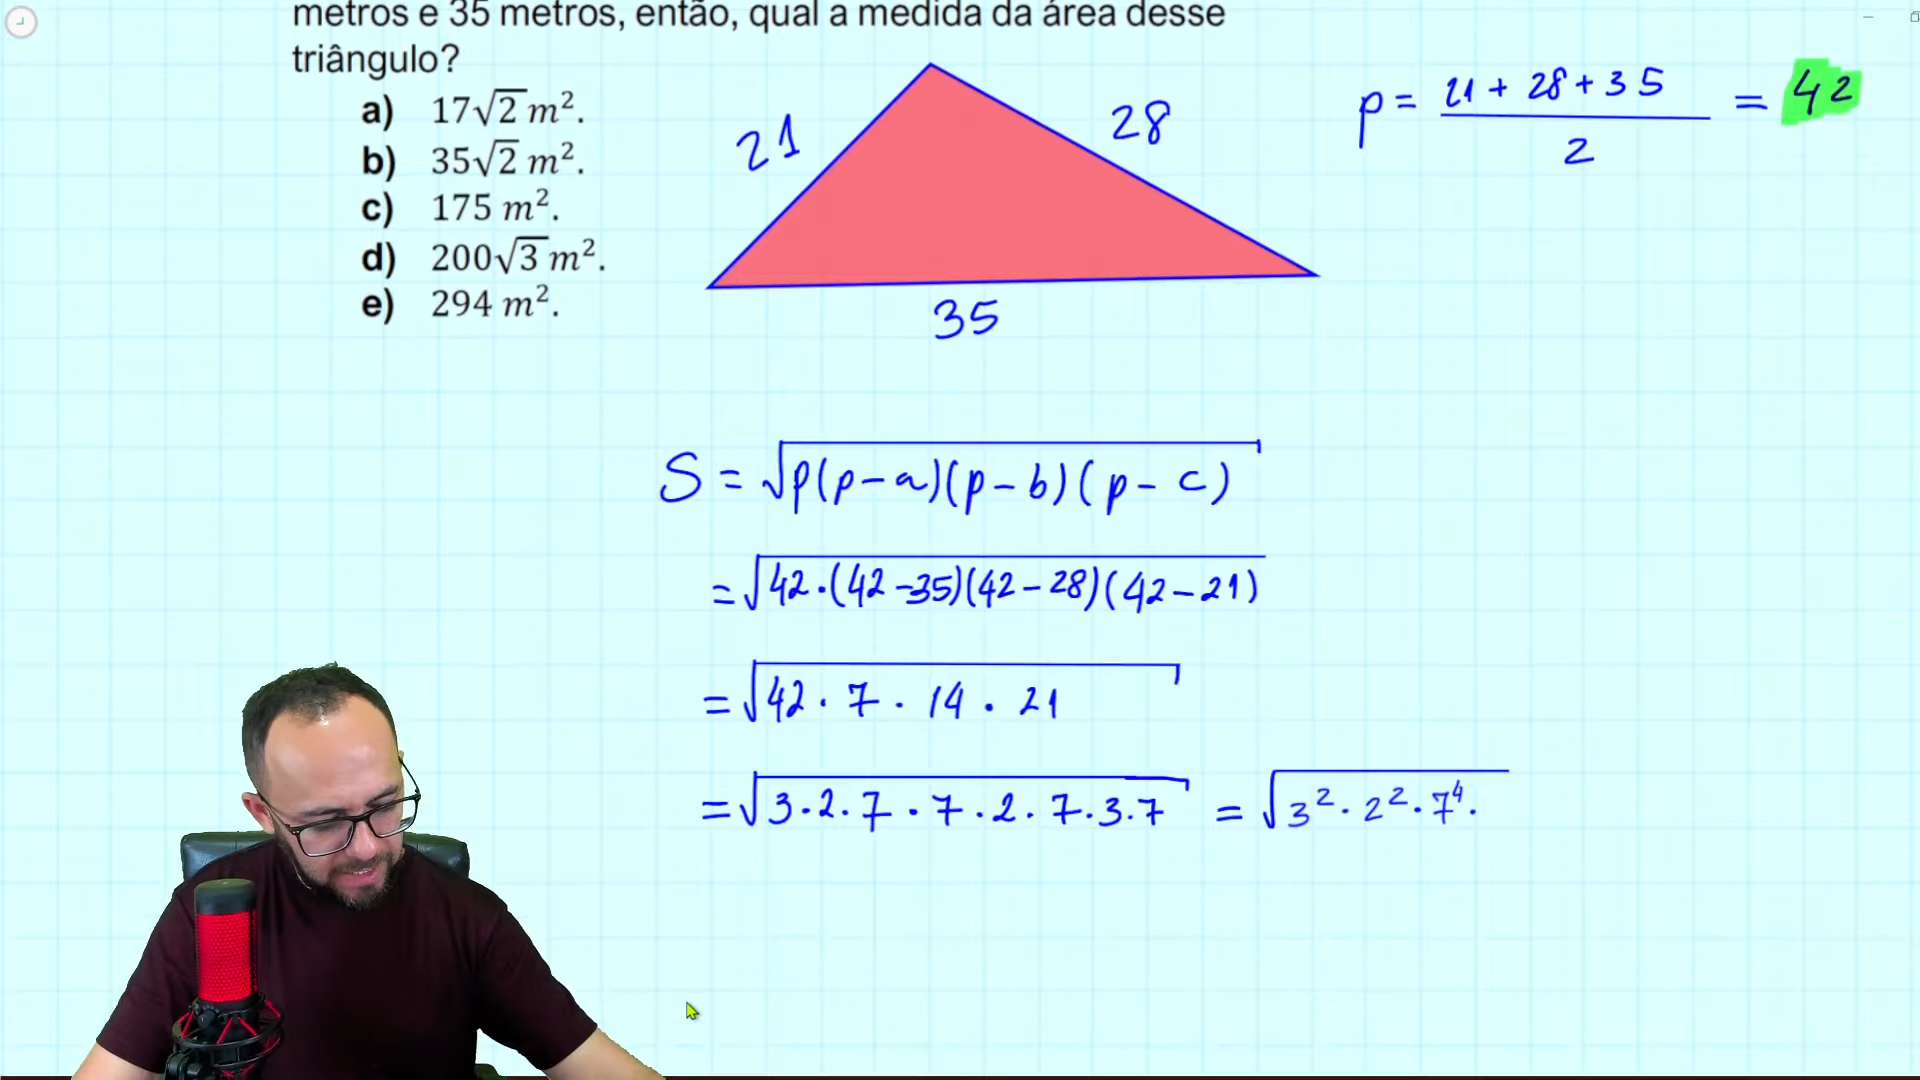 metros e 35 metros, então, qual a medida da área desse
triângulo?
a) 17√2 m².
b) 35√2 m².
c) 175 m².
d) 200√3 m².
e) 294 m².
21
28
35
p = (21 + 28 + 35)/2 = 42
S = √p(p-a)(p-b)(p-c)
= √42·(42-35)(42-28)(42-21)
= √42 · 7 · 14 · 21
= √3·2·7·7·2·7·3·7 = √3²·2²·7⁴·